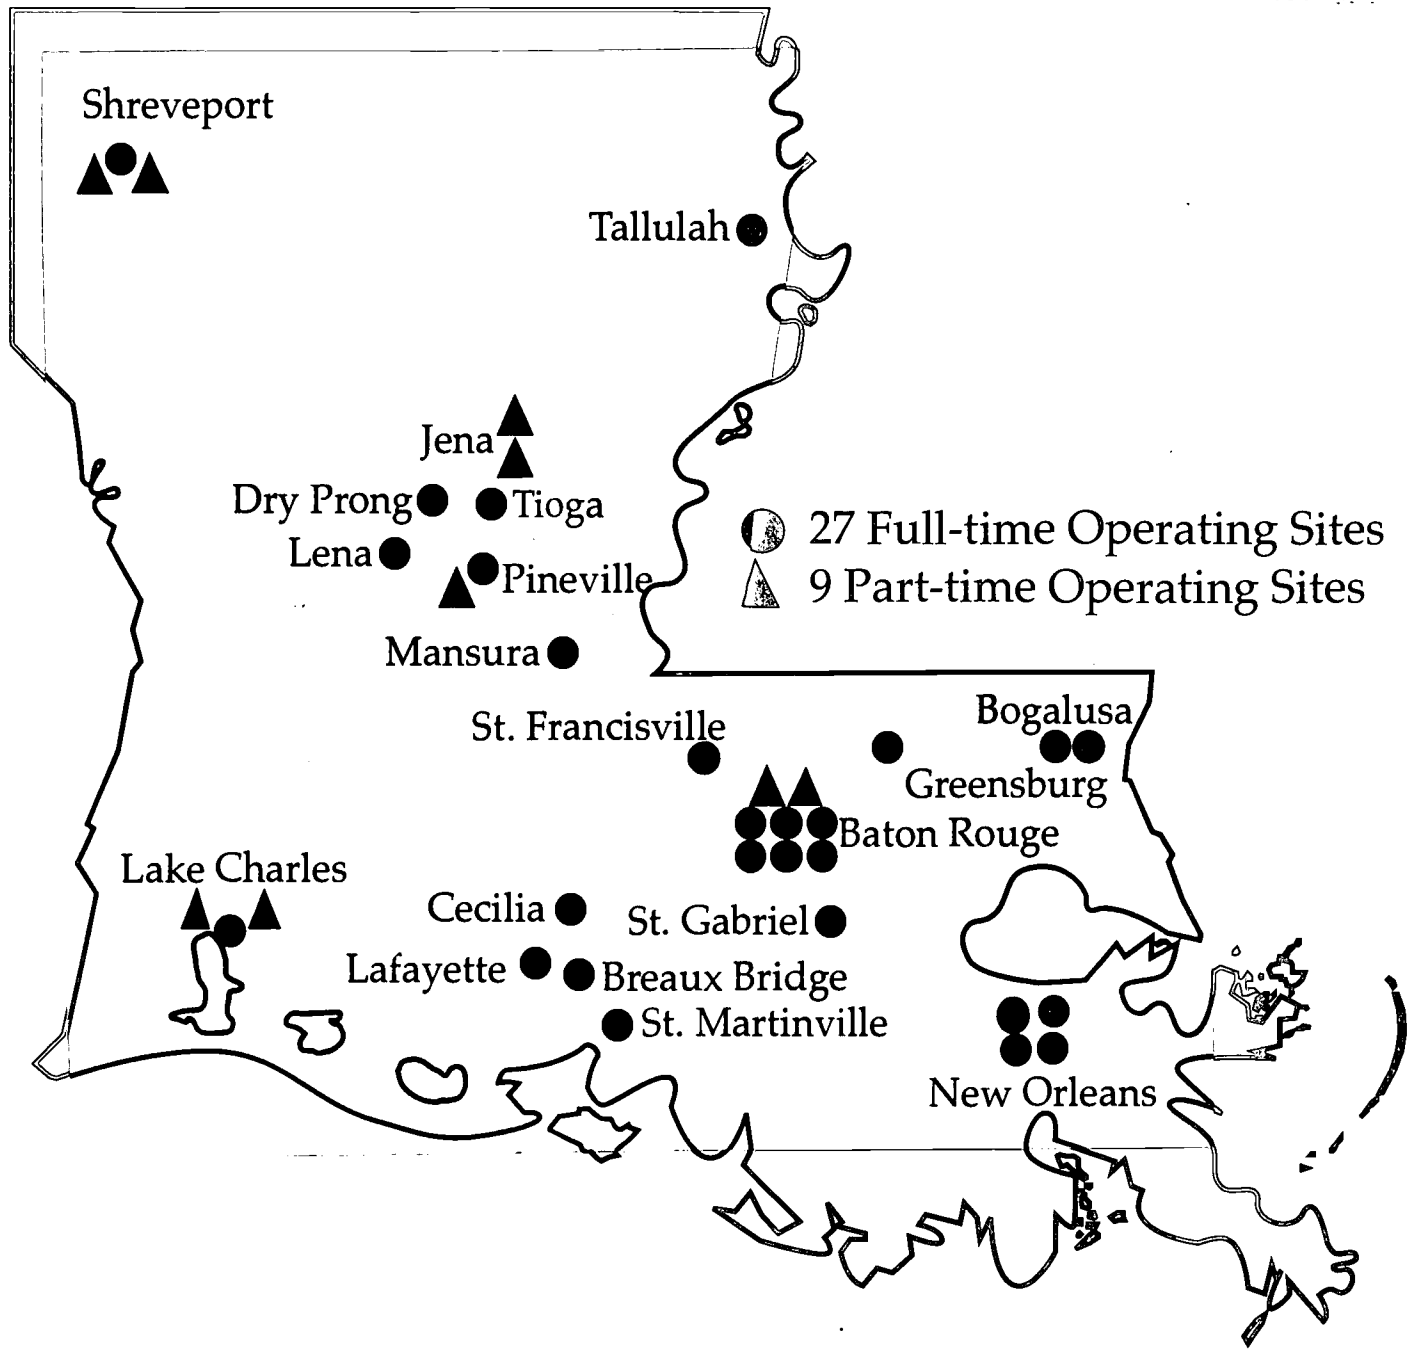 Shreveport
Tallulah
Jena
Dry Prong
Tioga
Lena
Pineville
27 Full-time Operating Sites
9 Part-time Operating Sites
Mansura
St. Francisville
Bogalusa
Greensburg
Baton Rouge
Lake Charles
Cecilia
St. Gabriel
Lafayette
Breaux Bridge
St. Martinville
New Orleans